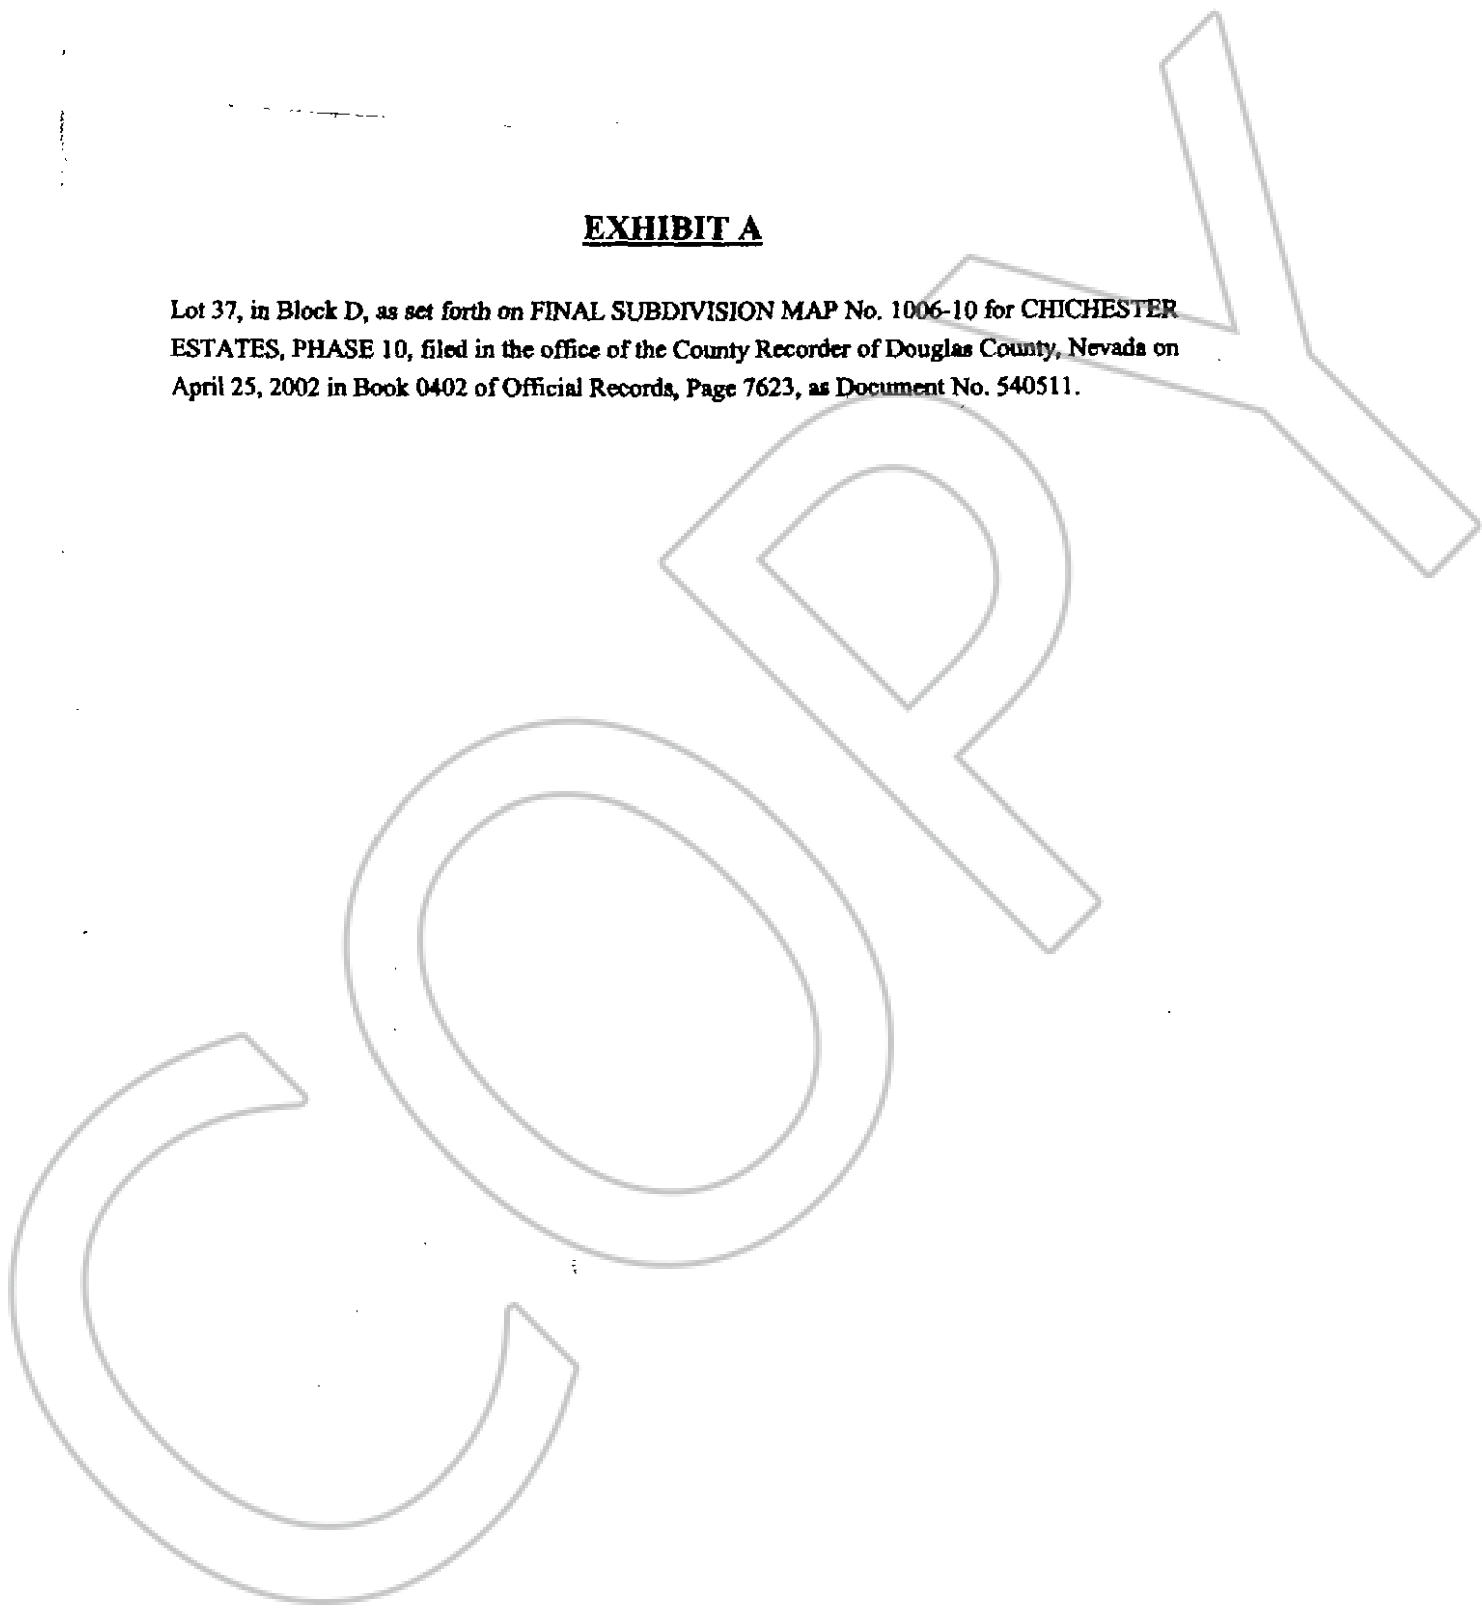 EXHIBIT A
Lot 37, in Block D, as set forth on FINAL SUBDIVISION MAP No. 1006-10 for CHICHESTER
ESTATES, PHASE 10, filed in the office of the County Recorder of Douglas County, Nevada on
April 25, 2002 in Book 0402 of Official Records, Page 7623, as Document No. 540511.
COPY